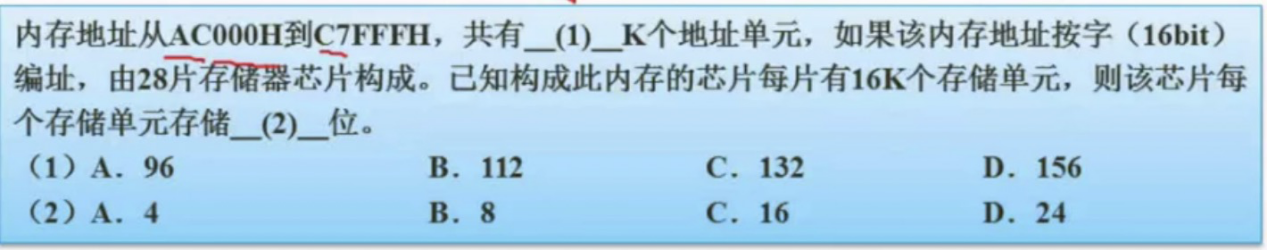 内存地址从AC000H到C7FFFH，共有__(1)__K个地址单元，如果该内存地址按字（16bit）
编址，由28片存储器芯片构成。已知构成此内存的芯片每片有16K个存储单元，则该芯片每
个存储单元存储__(2)__位。
（1）A．96 B．112 C．132 D．156
（2）A．4 B．8 C．16 D．24